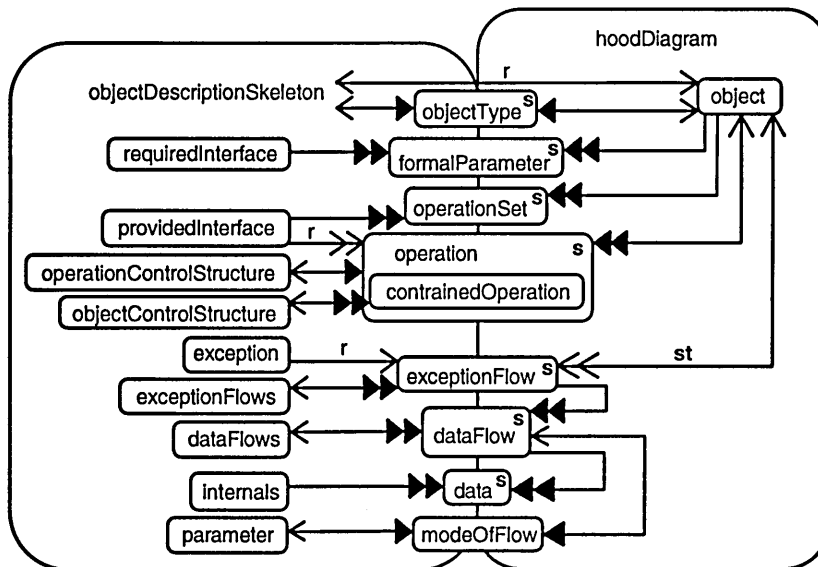 hoodDiagram
r
objectDescriptionSkeleton
object
objectType s
requiredInterface
formalParameter s
operationSet s
providedInterface
r
operation s
operationControlStructure
contrainedOperation
objectControlStructure
exception
r
st
exceptionFlow s
exceptionFlows
dataFlows
dataFlow s
internals
data s
parameter
modeOfFlow